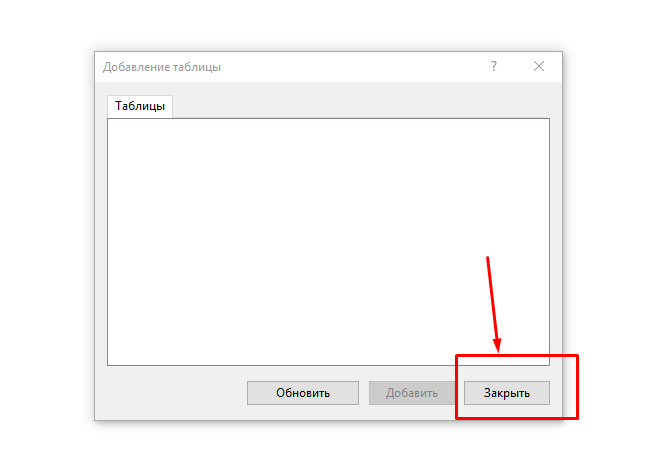 Добавление таблицы ?
Таблицы
Обновить Добавить Закрыть